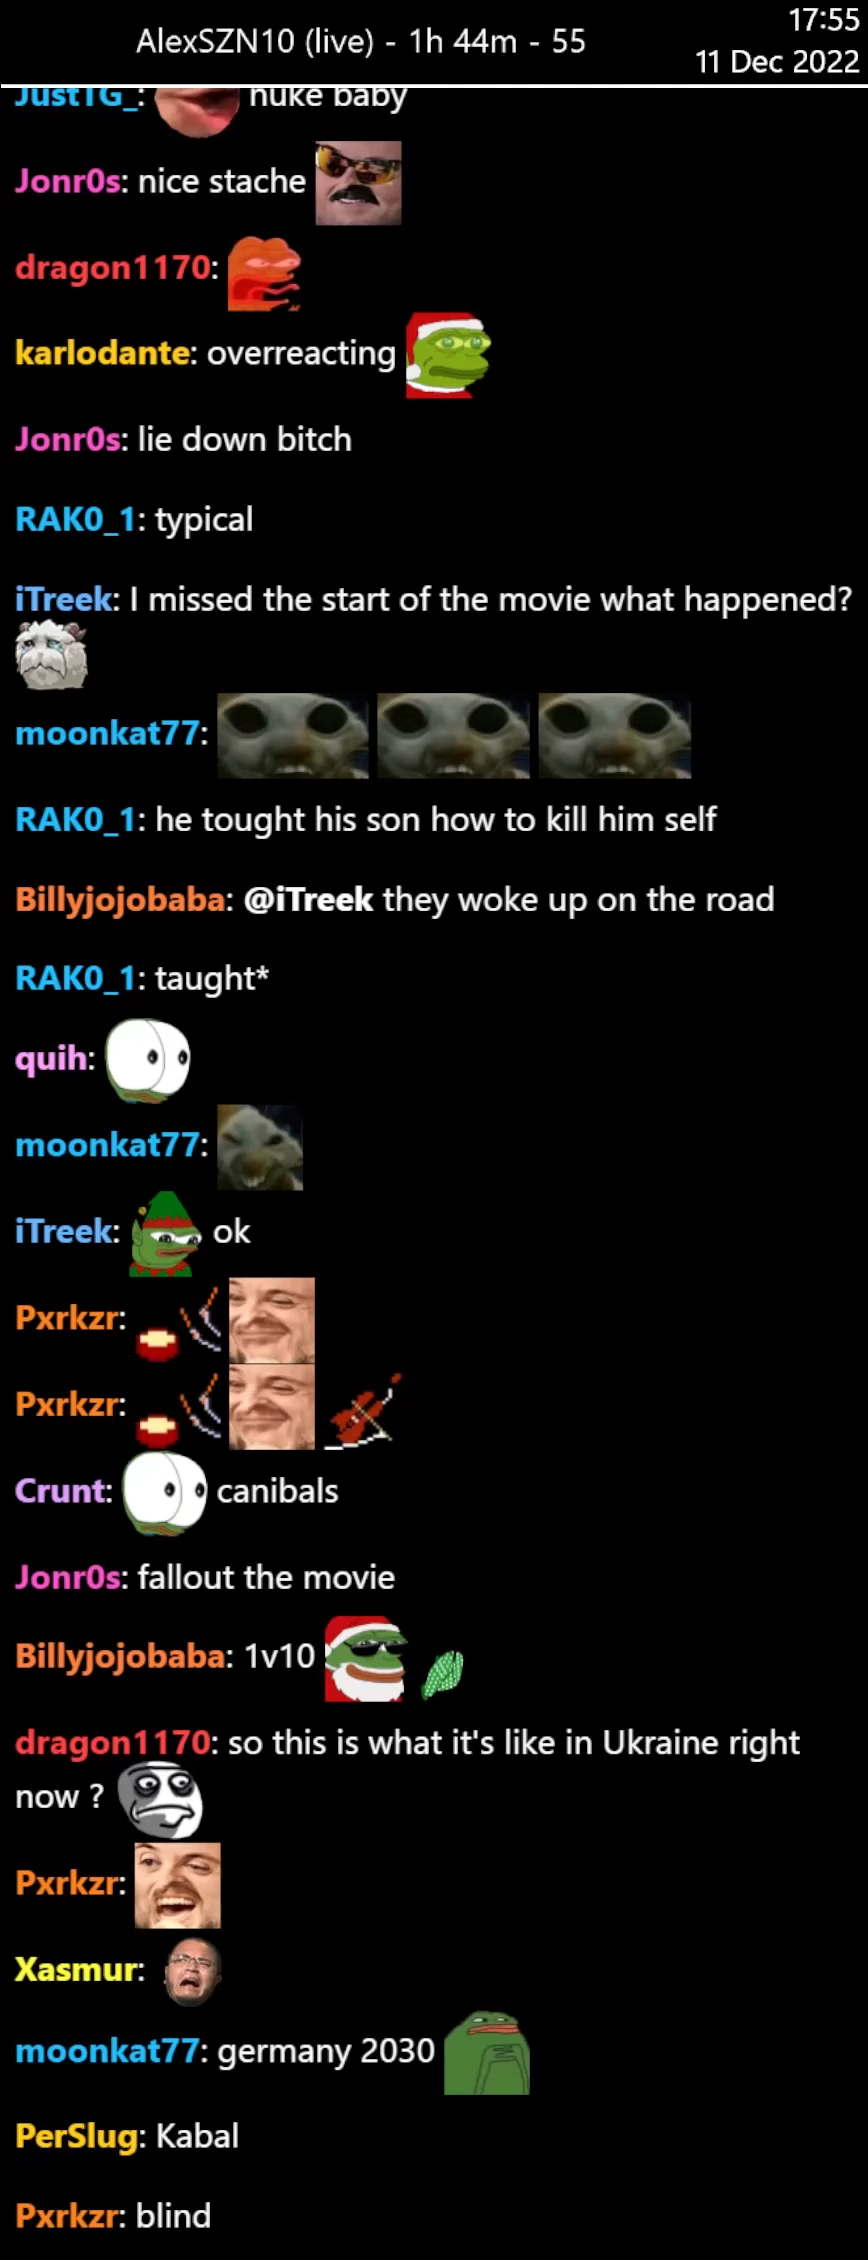 AlexSZN10 (live) - 1h 44m - 55
17:55
11 Dec 2022
JustTG_: nuke baby
Jonr0s: nice stache
dragon1170:
karlodante: overreacting
Jonr0s: lie down bitch
RAK0_1: typical
iTreek: I missed the start of the movie what happened?
moonkat77:
RAK0_1: he tought his son how to kill him self
Billyjojobaba: @iTreek they woke up on the road
RAK0_1: taught*
quih:
moonkat77:
iTreek: ok
Pxrkzr:
Pxrkzr:
Crunt: canibals
Jonr0s: fallout the movie
Billyjojobaba: 1v10
dragon1170: so this is what it's like in Ukraine right
now ?
Pxrkzr:
Xasmur:
moonkat77: germany 2030
PerSlug: Kabal
Pxrkzr: blind